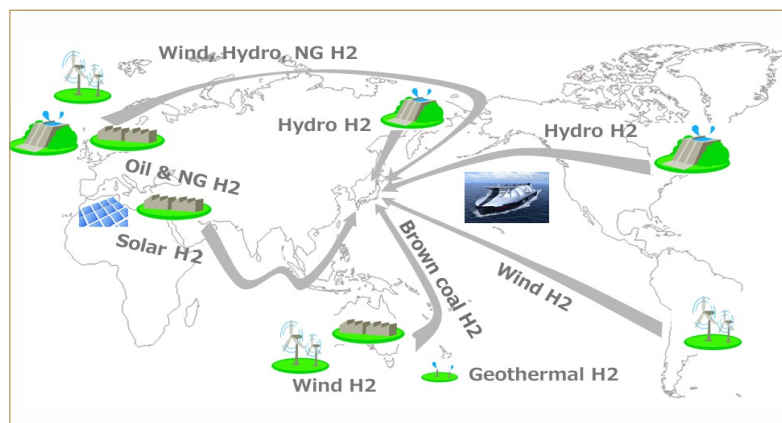 Wind, Hydro, NG H2
Hydro H2
Hydro H2
Oil & NG H2
Solar H2
Brown coal H2
Wind H2
Wind H2
Geothermal H2